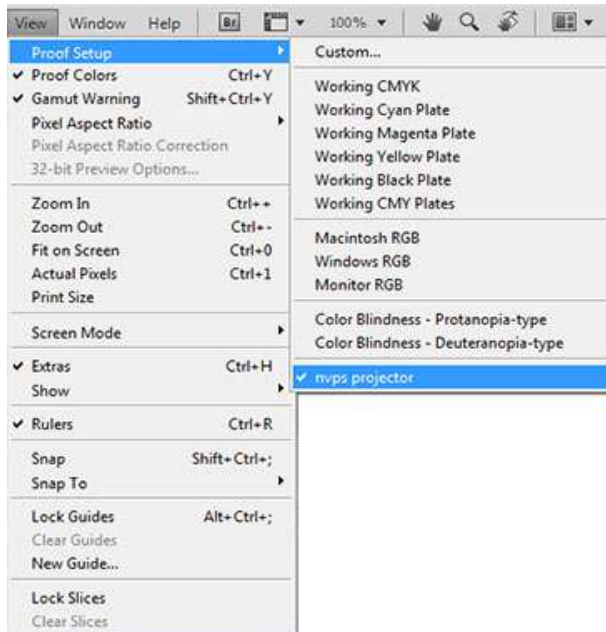 View Window Help Br 100%
Proof Setup
Proof Colors Ctrl+Y
Gamut Warning Shift+Ctrl+Y
Pixel Aspect Ratio
Pixel Aspect Ratio Correction
32-bit Preview Options...
Zoom In Ctrl++
Zoom Out Ctrl+-
Fit on Screen Ctrl+0
Actual Pixels Ctrl+1
Print Size
Screen Mode
Extras Ctrl+H
Show
Rulers Ctrl+R
Snap Shift+Ctrl+;
Snap To
Lock Guides Alt+Ctrl+;
Clear Guides
New Guide...
Lock Slices
Clear Slices
Custom...
Working CMYK
Working Cyan Plate
Working Magenta Plate
Working Yellow Plate
Working Black Plate
Working CMY Plates
Macintosh RGB
Windows RGB
Monitor RGB
Color Blindness - Protanopia-type
Color Blindness - Deuteranopia-type
nvps projector